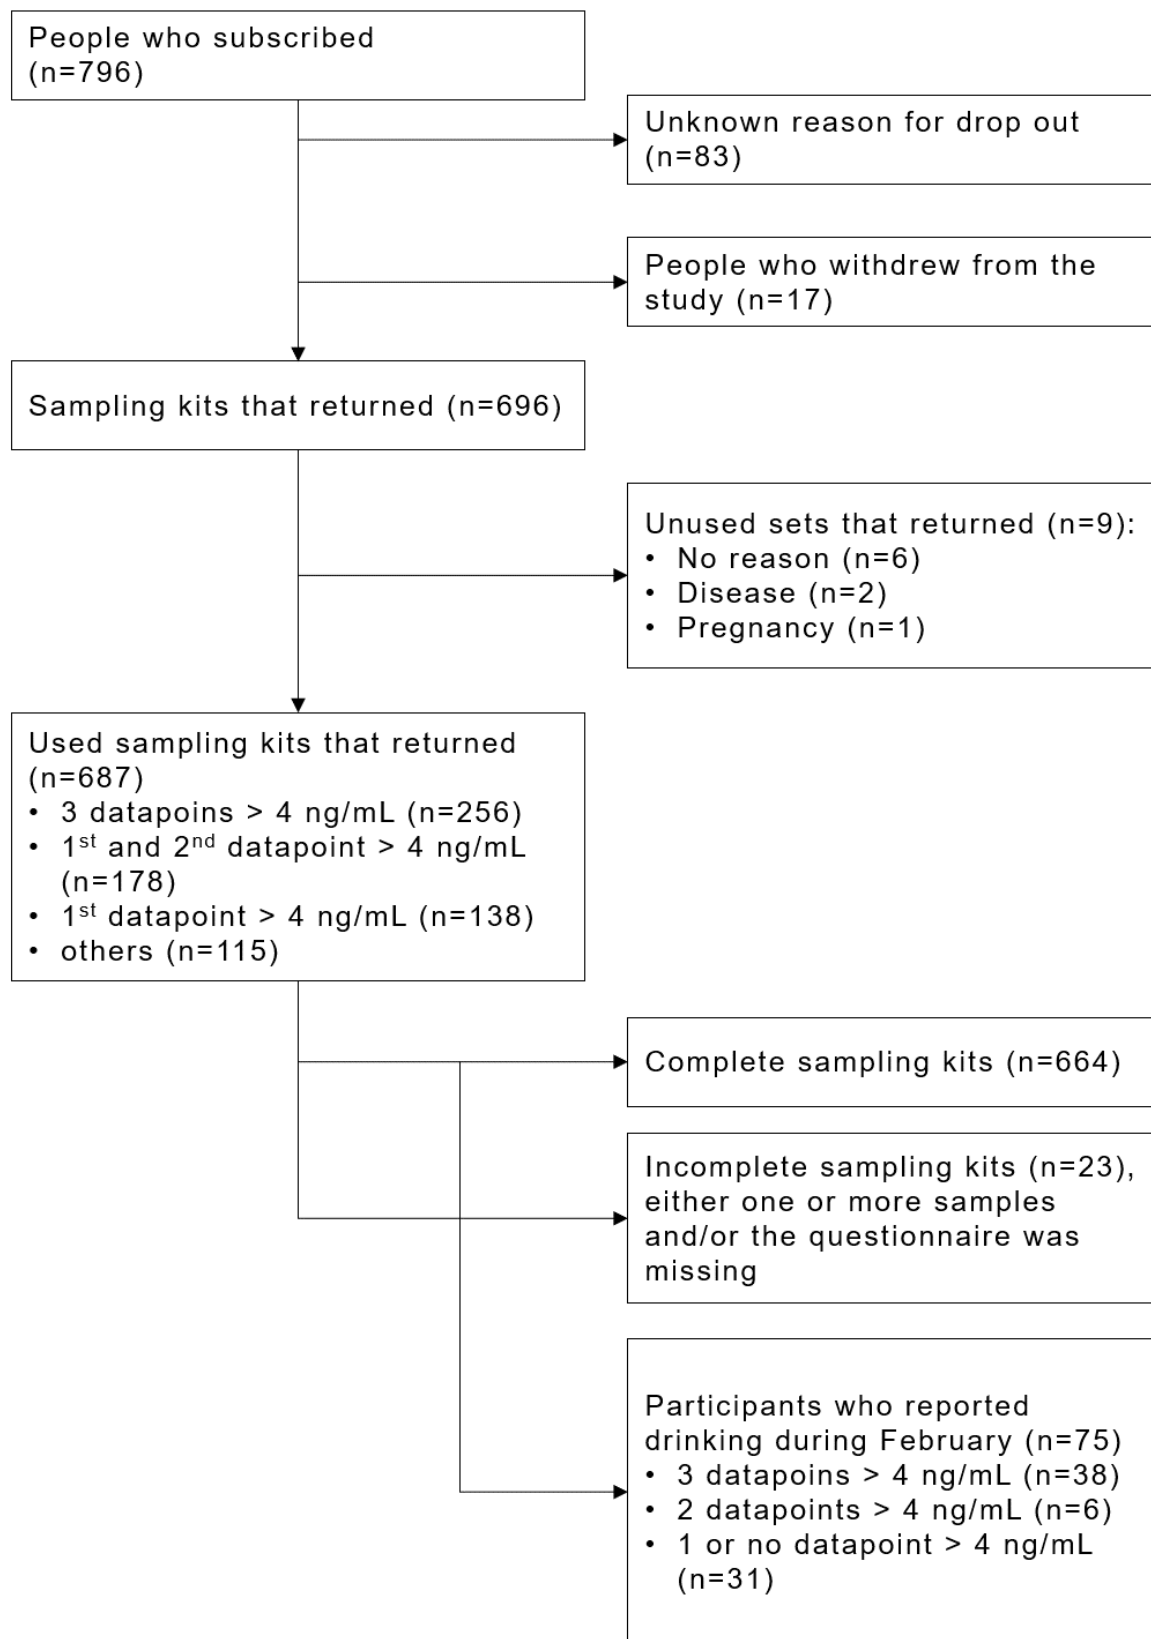 People who subscribed
(n=796)
Unknown reason for drop out
(n=83)
People who withdrew from the
study (n=17)
Sampling kits that returned (n=696)
Unused sets that returned (n=9):
• No reason (n=6)
• Disease (n=2)
• Pregnancy (n=1)
Used sampling kits that returned
(n=687)
• 3 datapoins > 4 ng/mL (n=256)
• 1st and 2nd datapoint > 4 ng/mL
(n=178)
• 1st datapoint > 4 ng/mL (n=138)
• others (n=115)
Complete sampling kits (n=664)
Incomplete sampling kits (n=23),
either one or more samples
and/or the questionnaire was
missing
Participants who reported
drinking during February (n=75)
• 3 datapoins > 4 ng/mL (n=38)
• 2 datapoints > 4 ng/mL (n=6)
• 1 or no datapoint > 4 ng/mL
(n=31)